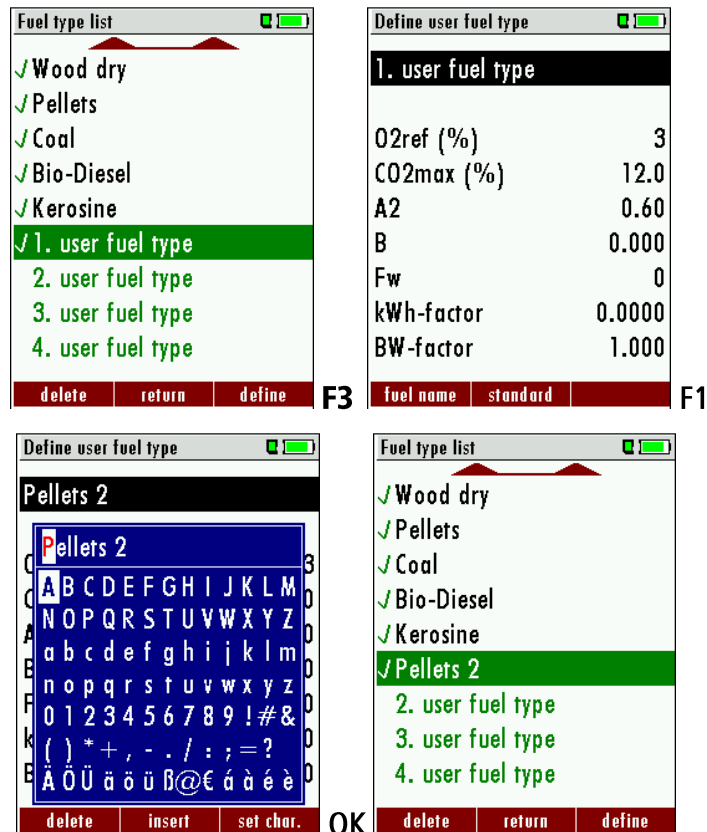 Fuel type list
√ Wood dry
√ Pellets
√ Coal
√ Bio-Diesel
√ Kerosine
√ 1. user fuel type
2. user fuel type
3. user fuel type
4. user fuel type
delete return define
F3
Define user fuel type
1. user fuel type
O2ref (%) 3
CO2max (%) 12.0
A2 0.60
B 0.000
Fw 0
kWh-factor 0.0000
BW-factor 1.000
fuel name standard
F1
Define user fuel type
Pellets 2
Pellets 2
A B C D E F G H I J K L M
N O P Q R S T U V W X Y Z
a b c d e f g h i j k l m
n o p q r s t u v w x y z
0 1 2 3 4 5 6 7 8 9 ! # &
( ) * + , - . / : ; = ?
Ä Ö Ü ä ö ü ß @ € á à é è
delete insert set char.
OK
Fuel type list
√ Wood dry
√ Pellets
√ Coal
√ Bio-Diesel
√ Kerosine
√ Pellets 2
2. user fuel type
3. user fuel type
4. user fuel type
delete return define